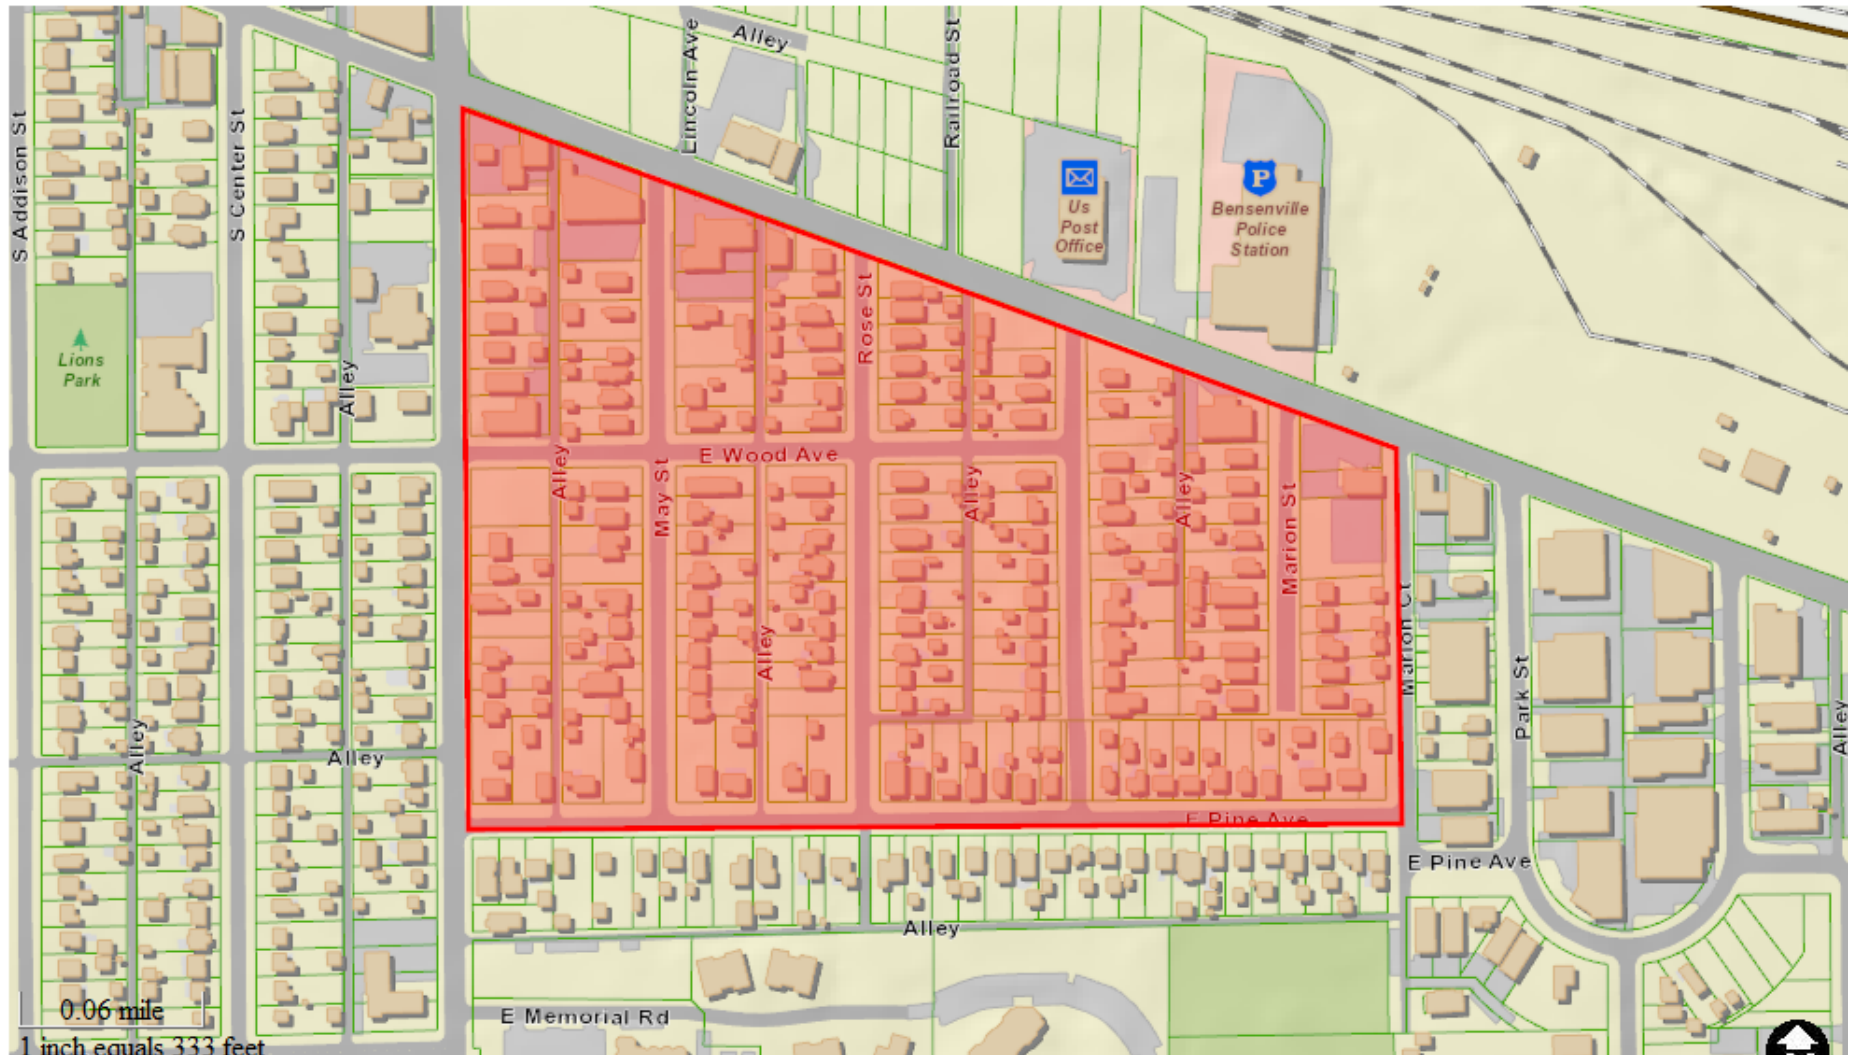 Alley
Lincoln Ave
Railroad St
S Addison St
S Center St
Us
Post
Office
P
Bensenville
Police
Station
Lions
Park
Alley
Rose St
E Wood Ave
Alley
May St
Alley
Alley
Marion St
Marion Ct
Alley
Park St
Alley
Alley
Alley
E Pine Ave
E Pine Ave
Alley
E Memorial Rd
0.06 mile
1 inch equals 333 feet